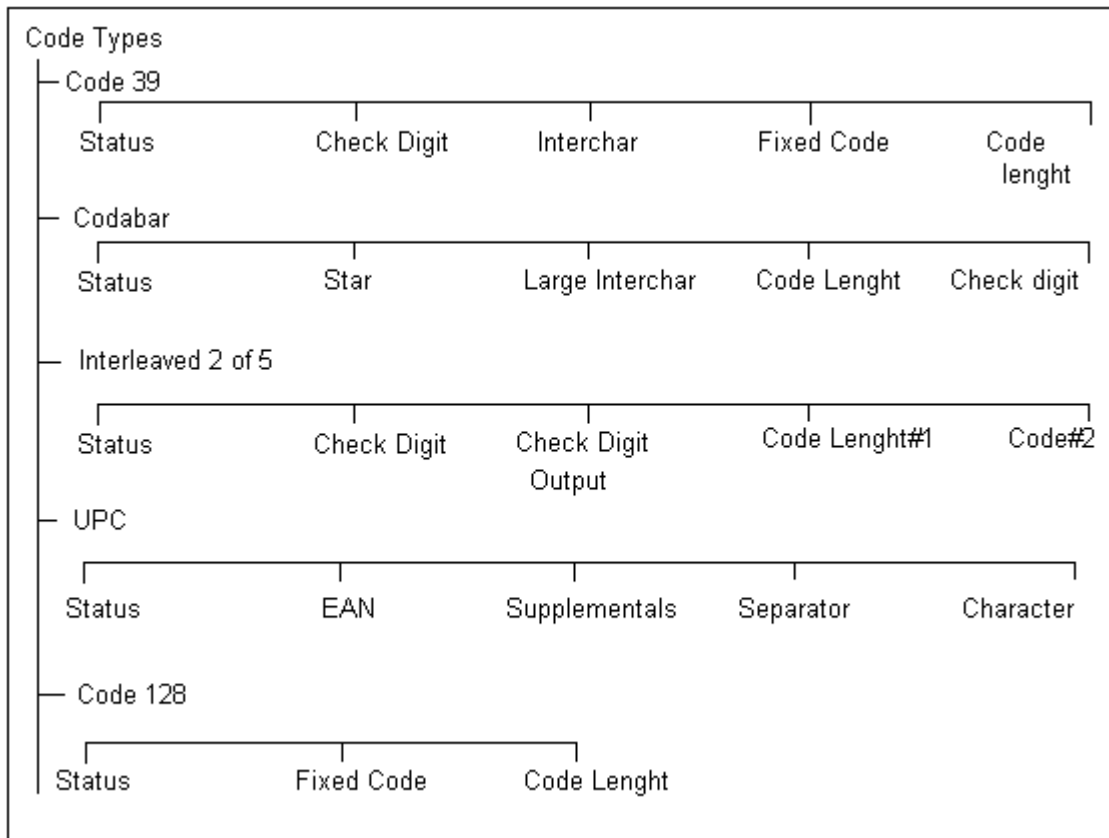 Code Types
Code 39
Status Check Digit Interchar Fixed Code Code
lenght
Codabar
Status Star Large Interchar Code Lenght Check digit
Interleaved 2 of 5
Status Check Digit Check Digit Code Lenght#1 Code#2
Output
UPC
Status EAN Supplementals Separator Character
Code 128
Status Fixed Code Code Lenght